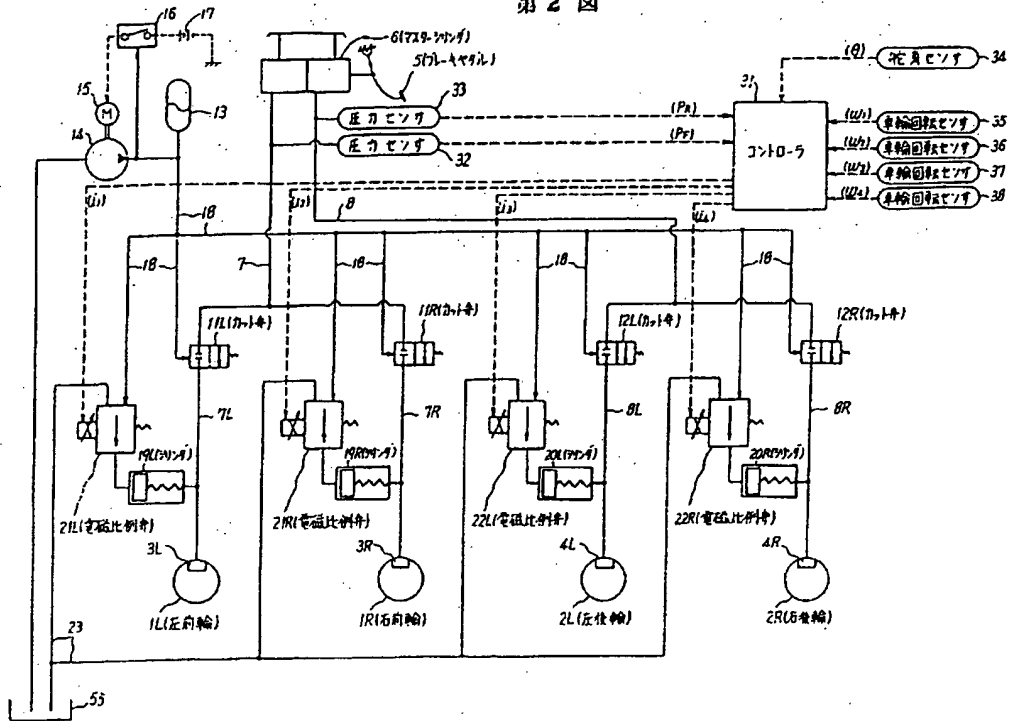 第2図
16
17
6(マスターシリンダ)
5(ブレーキペダル)
15
M
14
13
33
圧力センサ
(PR)
圧力センサ
(PF)
32
31
コントローラ
(θ)
舵角センサ
34
(ω1)
車輪回転センサ
35
(ω2)
車輪回転センサ
36
(ω3)
車輪回転センサ
37
(ω4)
車輪回転センサ
38
(i1)
(i2)
(i3)
(i4)
18
8
7
18
18
18
18
11L(カット弁)
11R(カット弁)
12L(カット弁)
12R(カット弁)
7L
7R
8L
8R
19L(シリンダ)
19R(シリンダ)
20L(シリンダ)
20R(シリンダ)
21L(電磁比例弁)
21R(電磁比例弁)
22L(電磁比例弁)
22R(電磁比例弁)
3L
3R
4L
4R
1L(左前輪)
1R(右前輪)
2L(左後輪)
2R(右後輪)
23
55